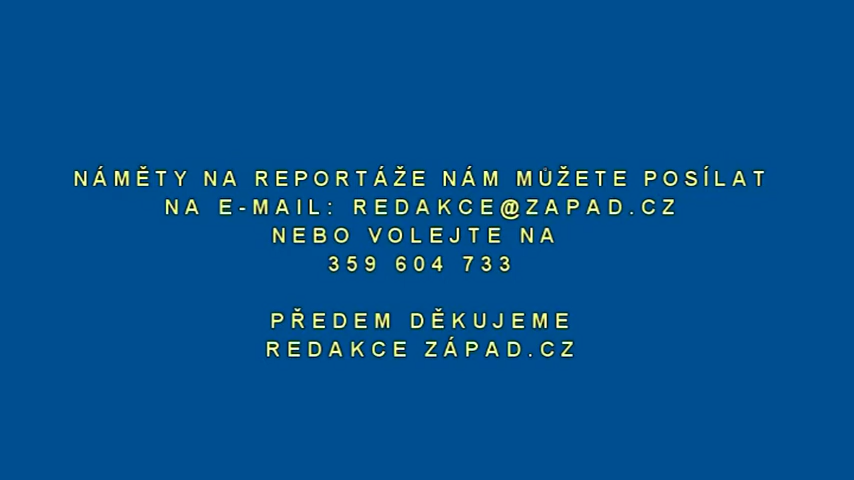 NÁMĚTY NA REPORTÁŽE NÁM MŮŽETE POSÍLAT
NA E-MAIL: REDAKCE@ZAPAD.CZ
NEBO VOLEJTE NA
359 604 733
PŘEDEM DĚKUJEME
REDAKCE ZÁPAD.CZ